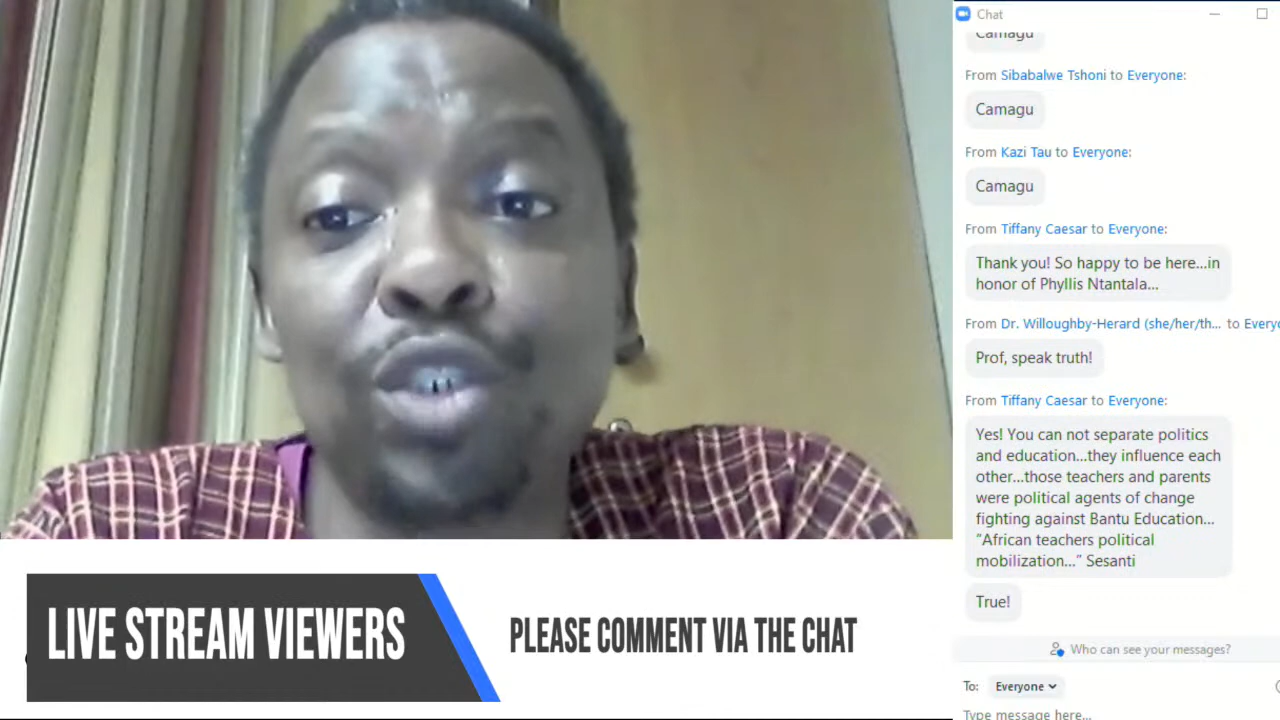 LIVE STREAM VIEWERS
PLEASE COMMENT VIA THE CHAT
Chat
Camagu
From Sibabalwe Tshoni to Everyone:
Camagu
From Kazi Tau to Everyone:
Camagu
From Tiffany Caesar to Everyone:
Thank you! So happy to be here...in
honor of Phyllis Ntantala...
From Dr. Willoughby-Herard (she/her/th... to Everyo
Prof, speak truth!
From Tiffany Caesar to Everyone:
Yes! You can not separate politics
and education...they influence each
other...those teachers and parents
were political agents of change
fighting against Bantu Education...
"African teachers political
mobilization..." Sesanti
True!
Who can see your messages?
To: Everyone
Type message here...